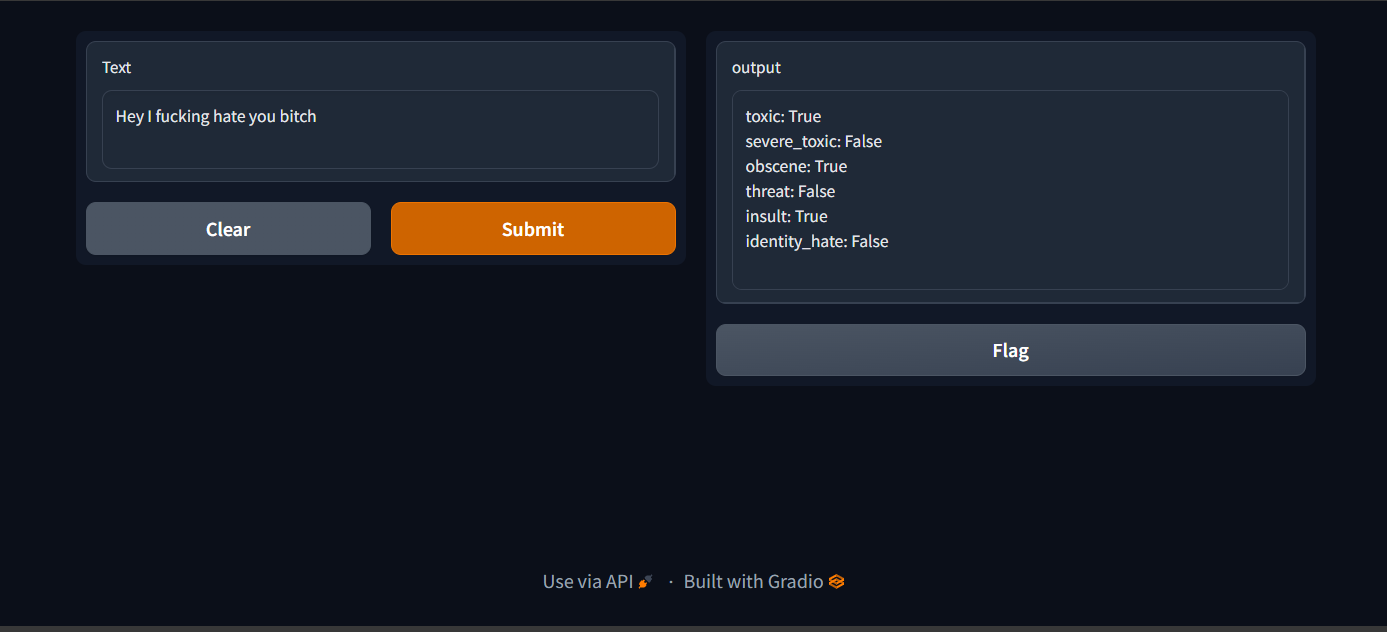 Text
Hey I fucking hate you bitch
Clear
Submit
output
toxic: True
severe_toxic: False
obscene: True
threat: False
insult: True
identity_hate: False
Flag
Use via API · Built with Gradio